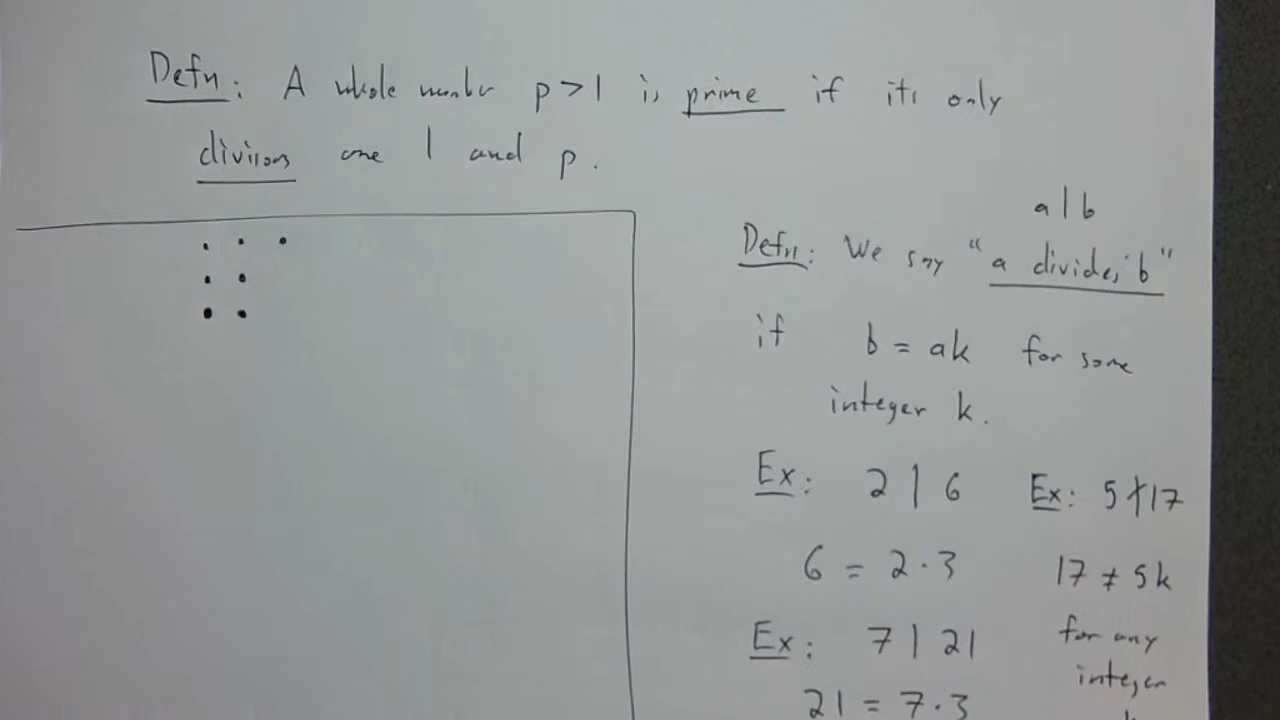 Defn: A whole number p > 1 is prime if its only
divisors are 1 and p.
a | b
Defn: We say "a divides b"
if b = ak for some
integer k.
Ex: 2 | 6
6 = 2 · 3
Ex: 7 | 21
21 = 7 · 3
Ex: 5 ∤ 17
17 ≠ 5k
for any
integer